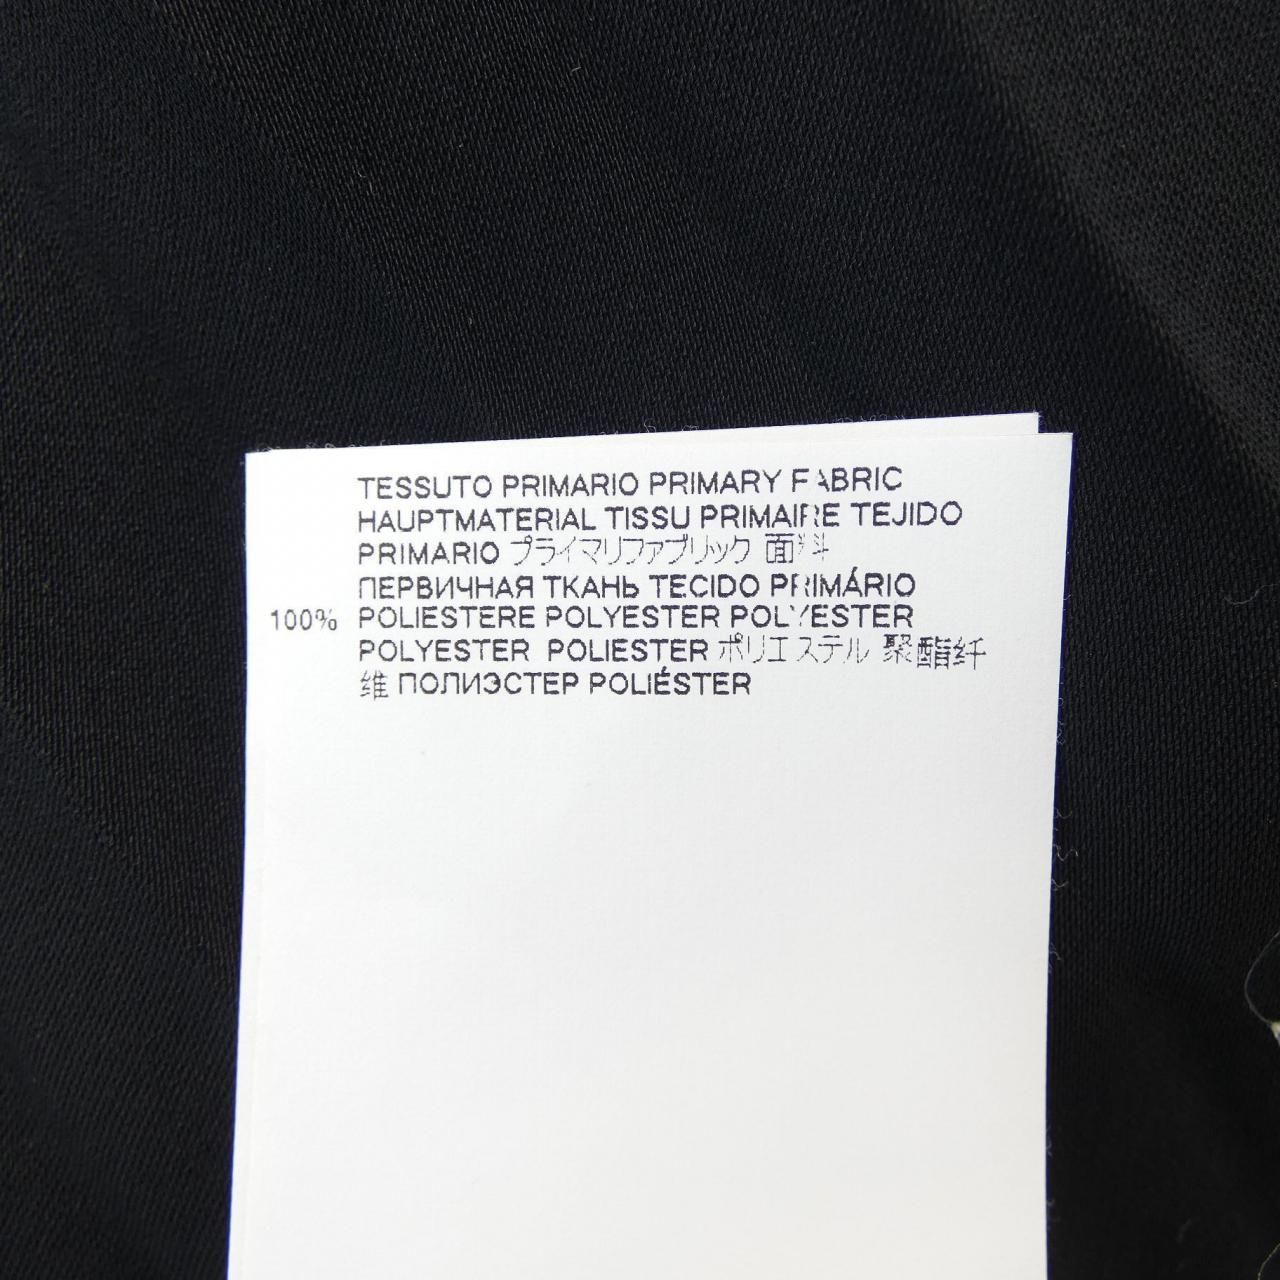 TESSUTO PRIMARIO PRIMARY FABRIC
HAUPTMATERIAL TISSU PRIMAIRE TEJIDO
PRIMARIO プライマリファブリック 面料
ПЕРВИЧНАЯ ТКАНЬ TECIDO PRIMÁRIO
100% POLIESTERE POLYESTER POLYESTER
POLYESTER POLIESTER ポリエステル 聚酯纤
维 ПОЛИЭСТЕР POLIÉSTER